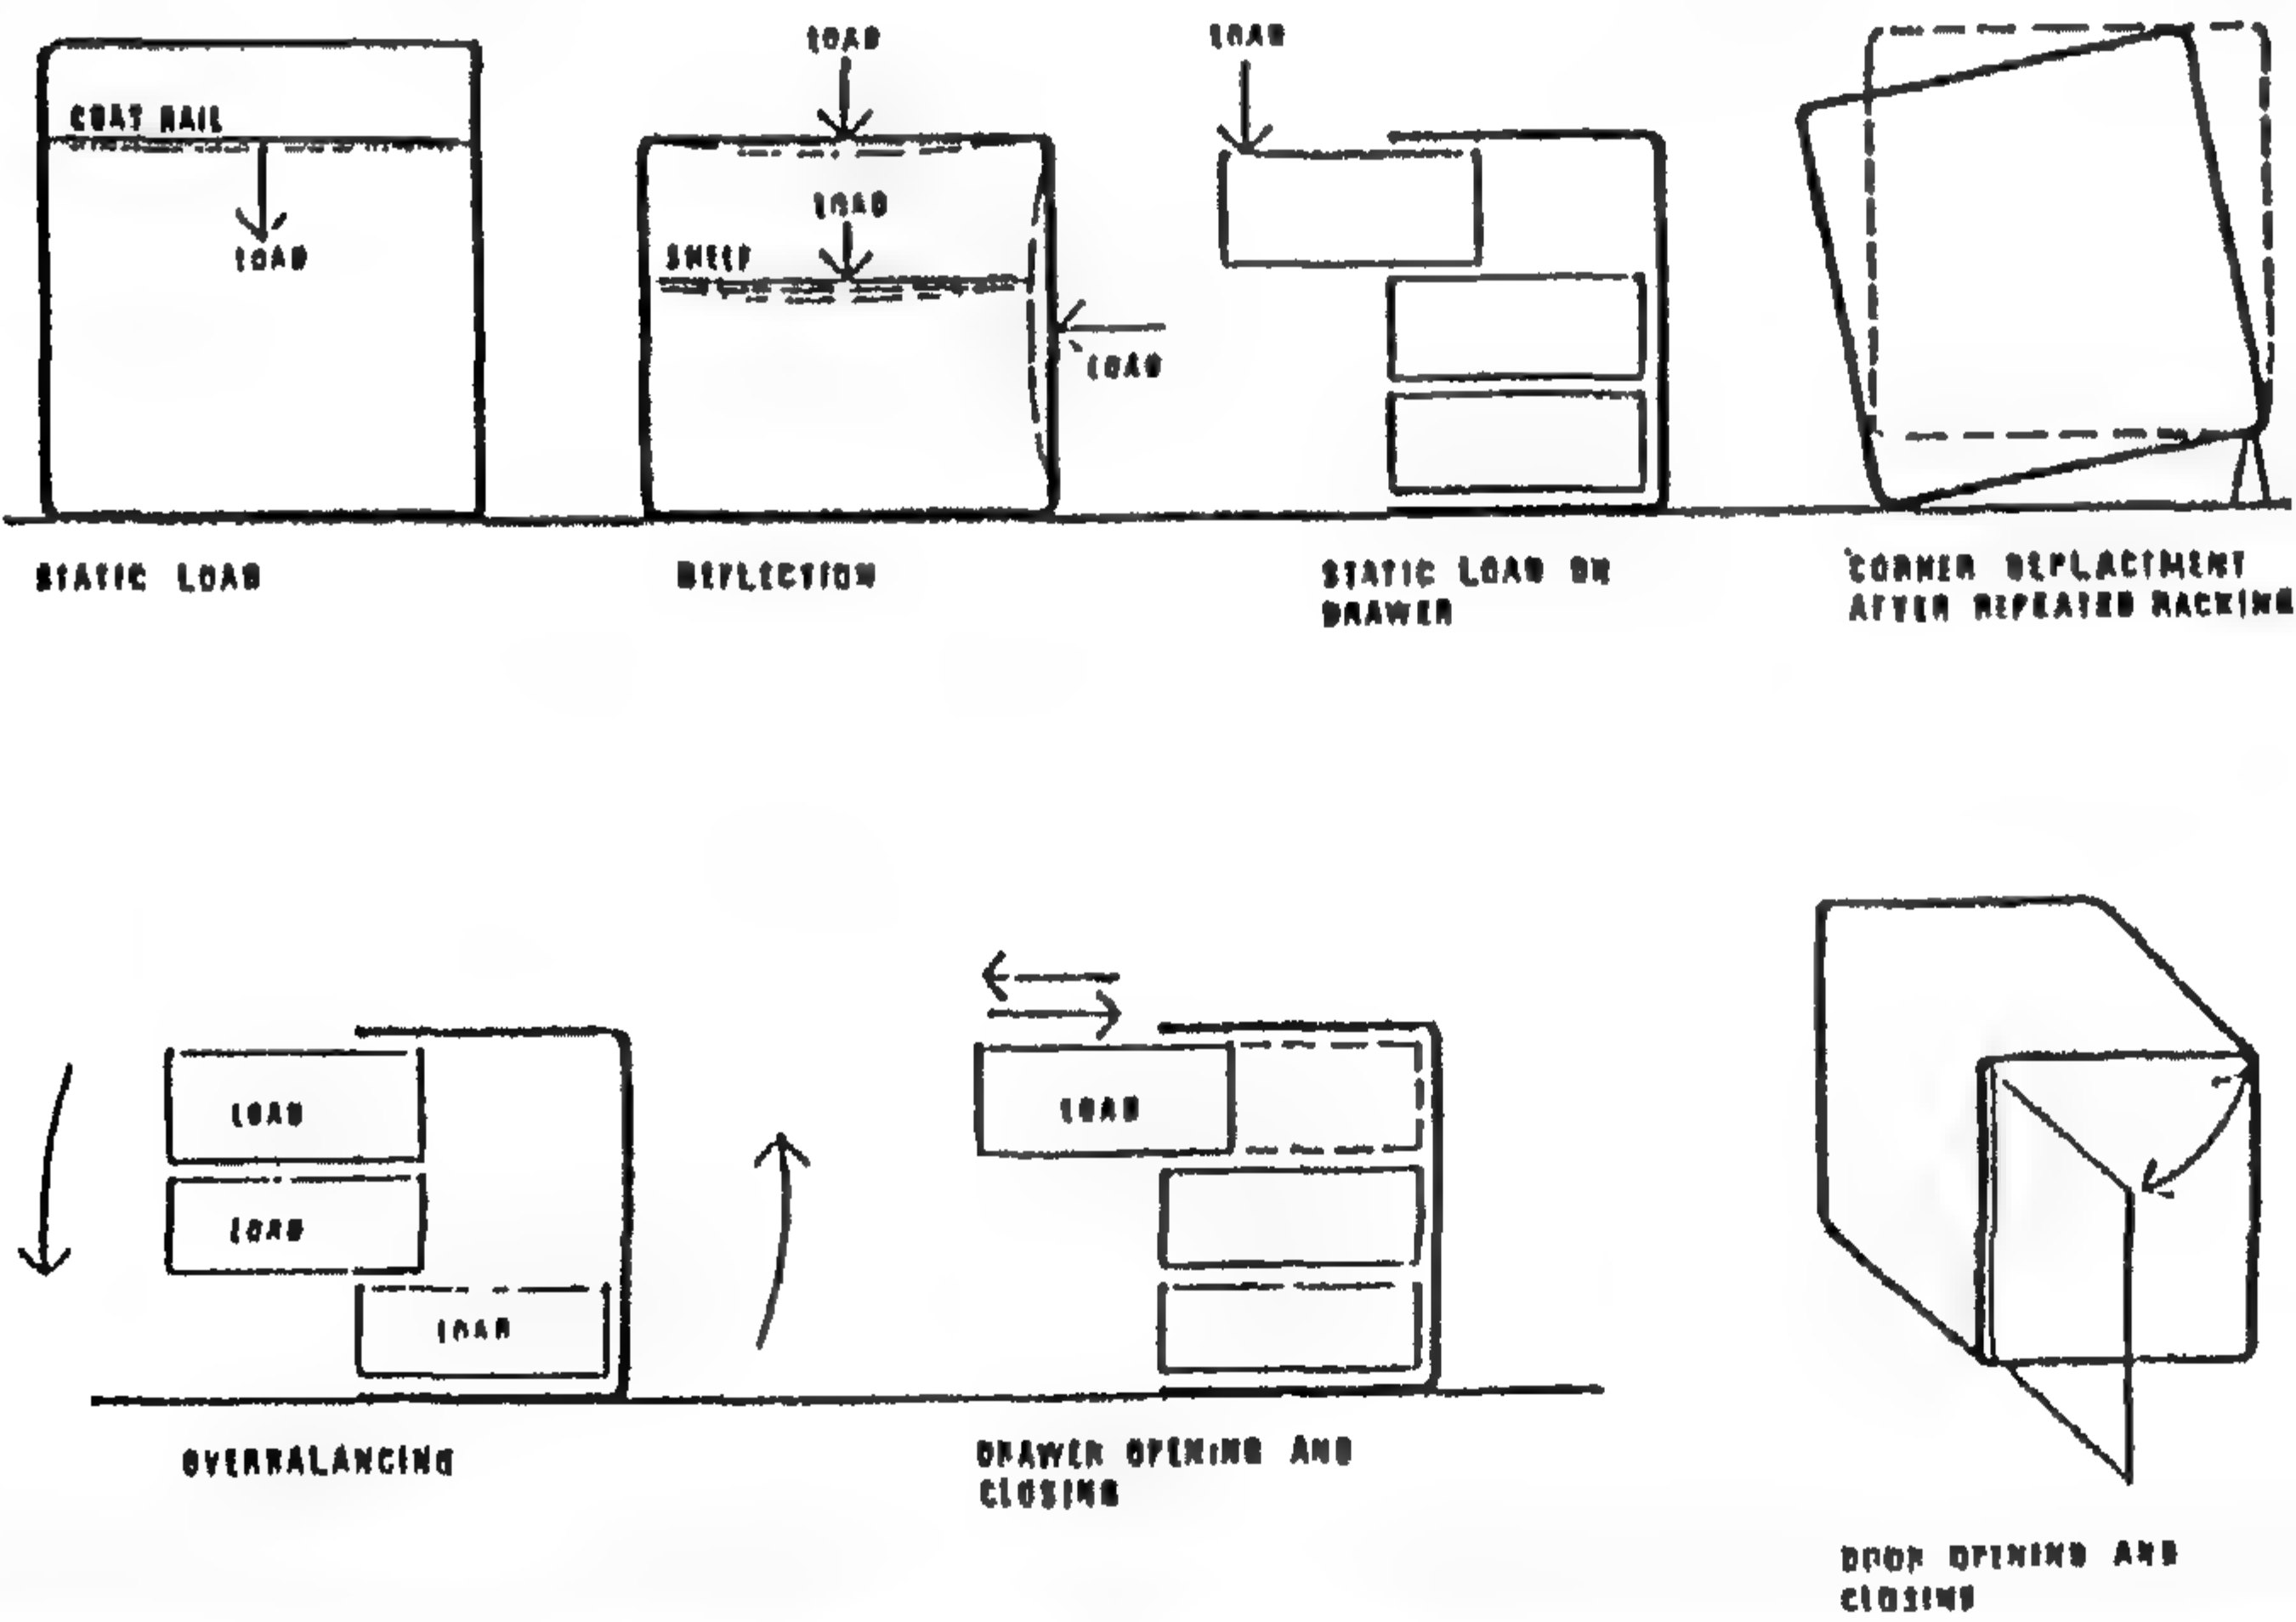 LOAD
LOAD
COAT RAIL
LOAD
SHELF
LOAD
LOAD
STATIC LOAD
DEFLECTION
STATIC LOAD ON
DRAWER
CORNER DEPLACTMENT
AFTER REPEATED RACKING
LOAD
LOAD
LOAD
LOAD
OVERBALANCING
DRAWER OPENING AND
CLOSING
DOOR OPENING AND
CLOSING